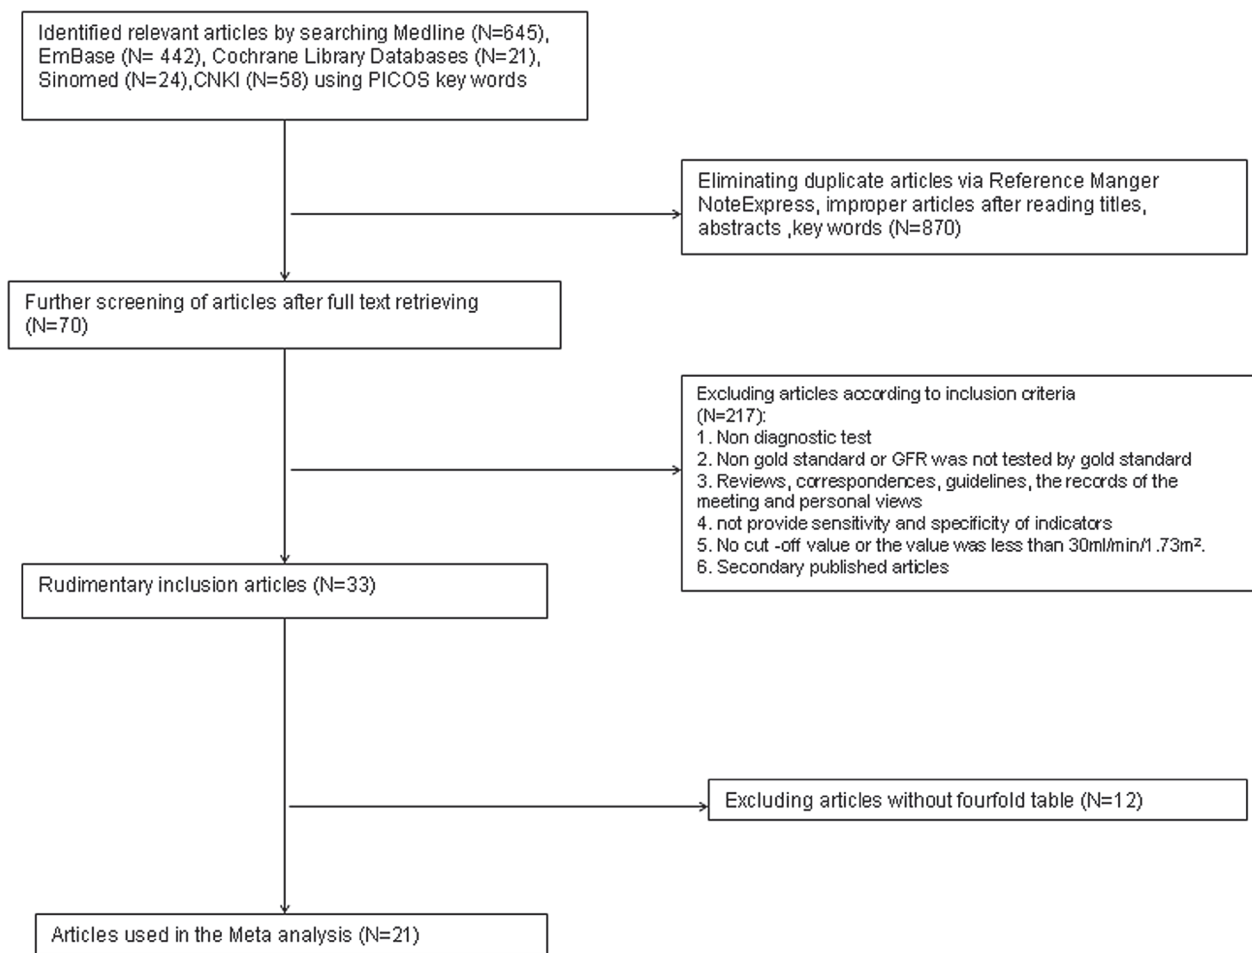 Identified relevant articles by searching Medline (N=645),
EmBase (N= 442), Cochrane Library Databases (N=21),
Sinomed (N=24),CNKI (N=58) using PICOS key words
Eliminating duplicate articles via Reference Manger
NoteExpress, improper articles after reading titles,
abstracts ,key words (N=870)
Further screening of articles after full text retrieving
(N=70)
Excluding articles according to inclusion criteria
(N=217):
1. Non diagnostic test
2. Non gold standard or GFR was not tested by gold standard
3. Reviews, correspondences, guidelines, the records of the
meeting and personal views
4. not provide sensitivity and specificity of indicators
5. No cut -off value or the value was less than 30ml/min/1.73m².
6. Secondary published articles
Rudimentary inclusion articles (N=33)
Excluding articles without fourfold table (N=12)
Articles used in the Meta analysis (N=21)